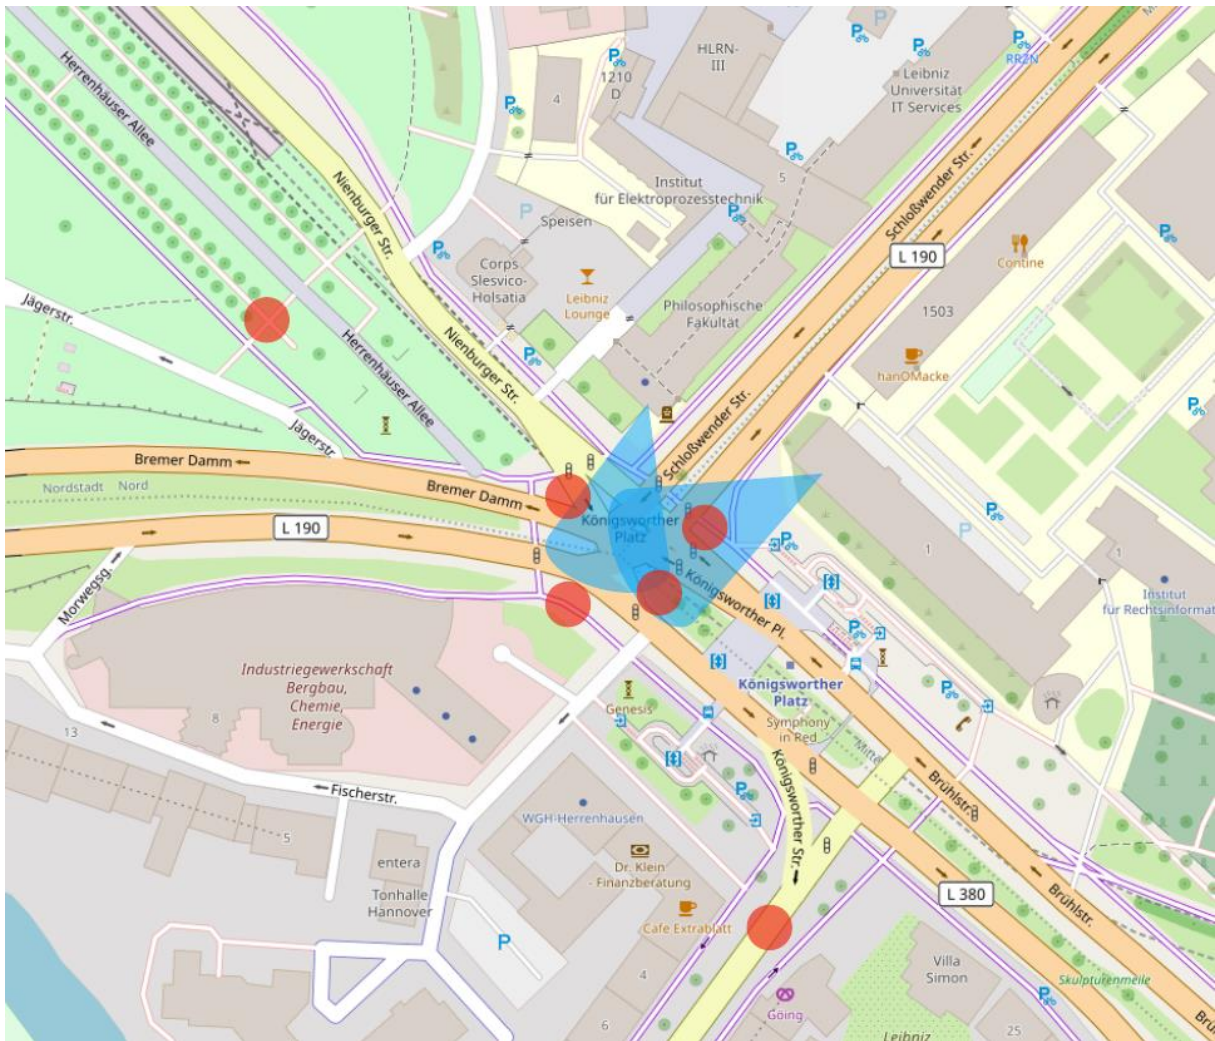 P
HLRN-
III
RRZN
1210
D
Leibniz
Universität
IT Services
4
Herrenhäuser Allee
Nienburger Str.
Institut
für Elektroprozesstechnik
5
Schloßwender Str.
P
Speisen
L 190
Contine
Corps
Slesvico-
Holsatia
Leibniz
Lounge
Philosophische
Fakultät
1503
Jägerstr.
Herrenhäuser Allee
Nienburger Str.
hanOMacke
Schloßwender Str.
Jägerstr.
Bremer Damm
Nordstadt Nord
Bremer Damm
L 190
Königsworther
Platz
P
1
1
Morwegsg.
Königsworther Pl.
Institut
für Rechtsinformat
Industriegewerkschaft
Bergbau,
Chemie,
Energie
8
13
Königsworther
Platz
Genesis
Symphony
in Red
Mitte
Fischerstr.
Königsworther Str.
Brühlstr.
WGH-Herrenhausen
5
entera
Tonhalle
Hannover
Dr. Klein
- Finanzberatung
L 380
Brühlstr.
Cafe Extrablatt
P
4
Villa
Simon
Skulpturenmeile
Göing
6
25
Leibniz
Brü